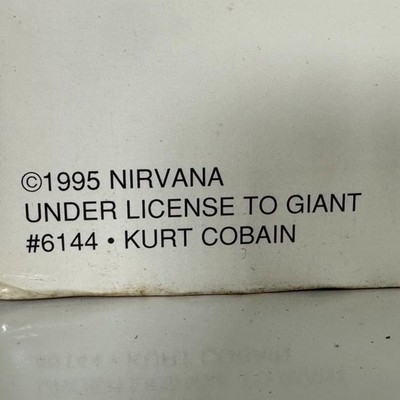 ©1995 NIRVANA
UNDER LICENSE TO GIANT
#6144 • KURT COBAIN